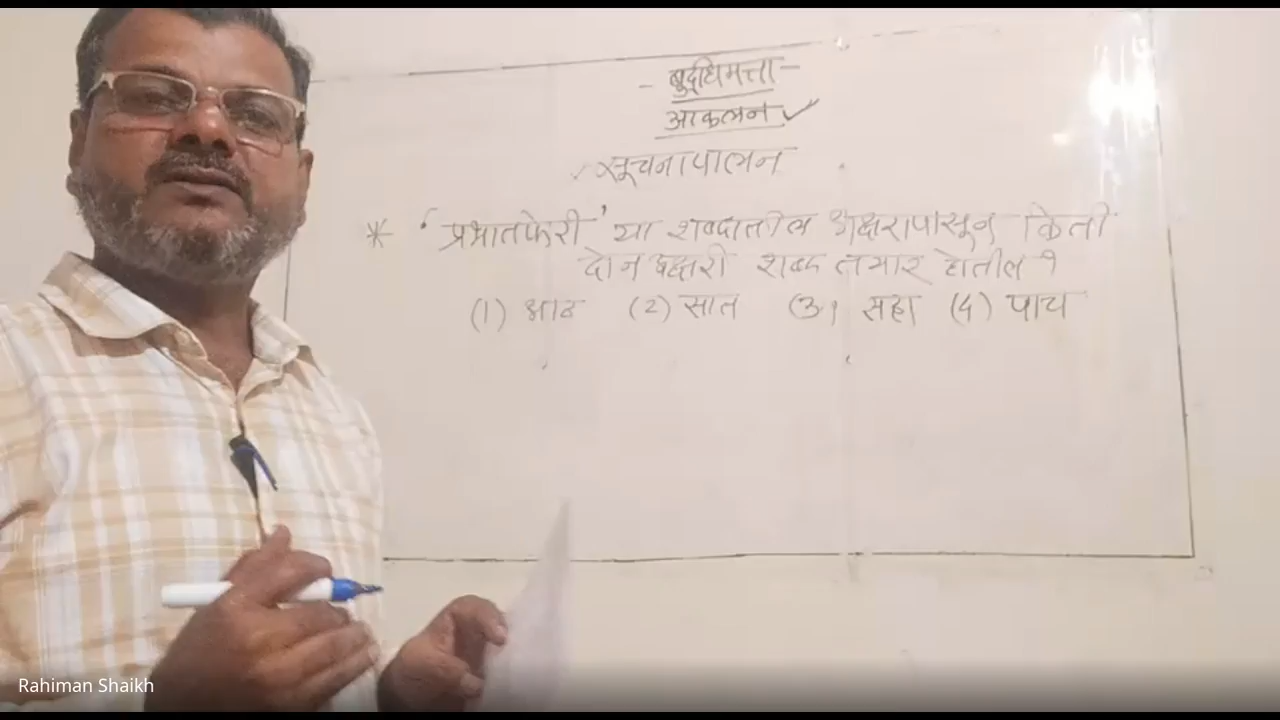 - बुद्धिमत्ता -
आकलन ✓
सूचनापालन
* 'प्रभातफेरी' या शब्दातील अक्षरापासून किती
दोन अक्षरी शब्द तयार होतील ?
(1) आठ (2) सात (3) सहा (4) पाच
Rahiman Shaikh